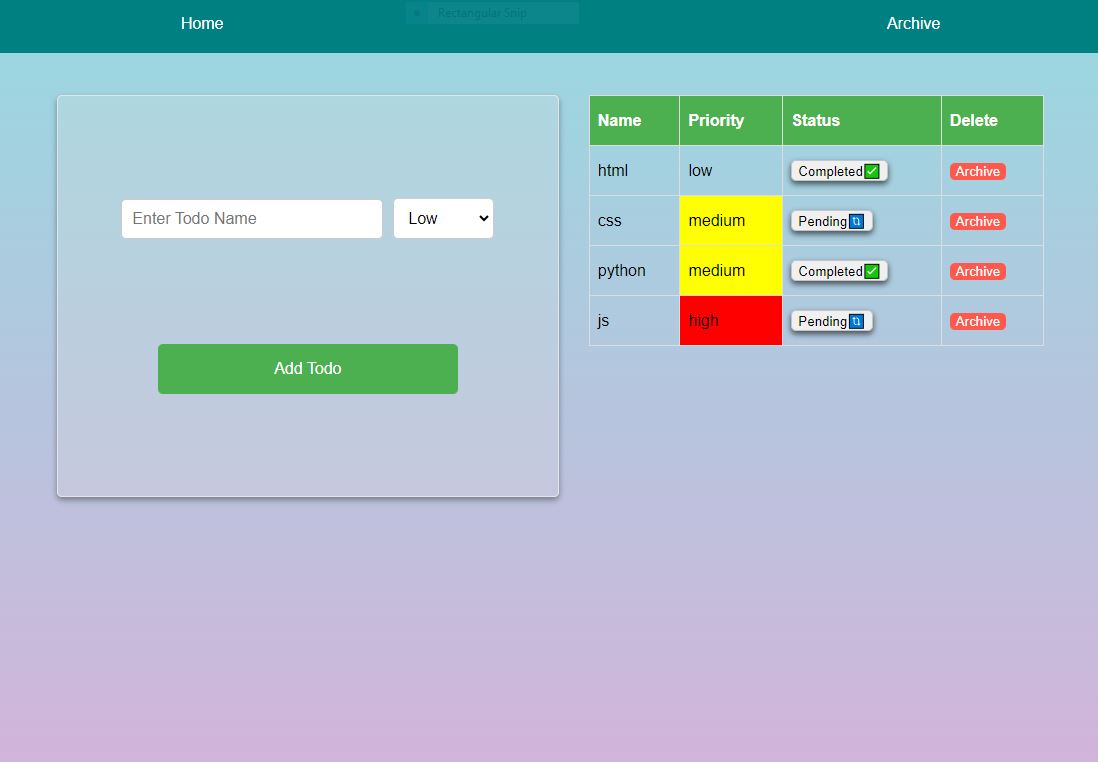 Home
Rectangular Snip
Archive
Enter Todo Name
Low
Add Todo
Name Priority Status Delete
html low Completed✅ Archive
css medium Pending🔃 Archive
python medium Completed✅ Archive
js high Pending🔃 Archive